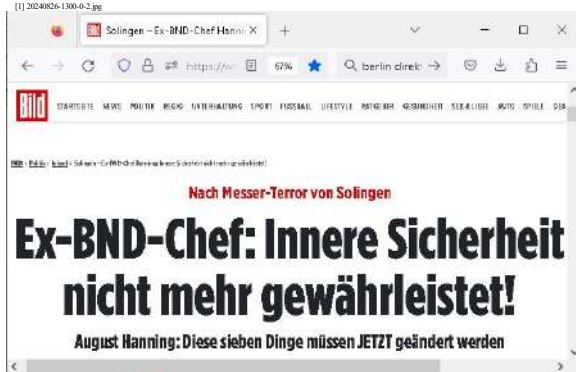 [1] 20240826-1300-0-2.jpg
Solingen – Ex-BND-Chef Hanni
https://w
67%
berlin direk
Bild
STARTSEITE NEWS POLITIK REGIO UNTERHALTUNG SPORT FUSSBALL LIFESTYLE RATGEBER GESUNDHEIT SEX & LIEBE AUTO SPIELE
Nach Messer-Terror von Solingen
Ex-BND-Chef: Innere Sicherheit
nicht mehr gewährleistet!
August Hanning: Diese sieben Dinge müssen JETZT geändert werden